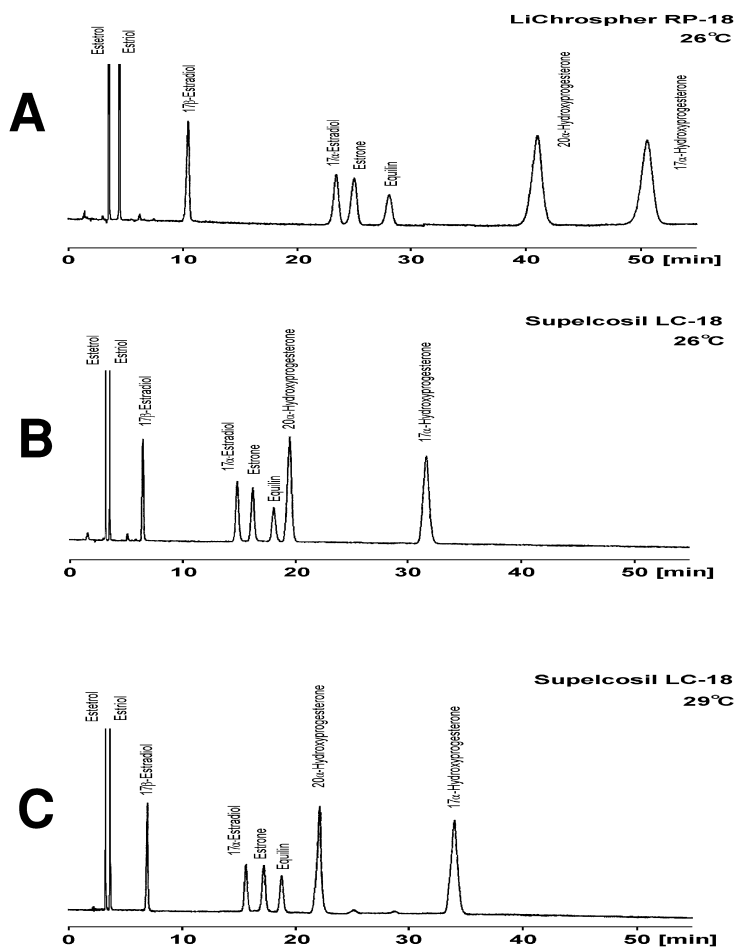 LiChrospher RP-18
26°C
A
Estetrol
Estriol
17β-Estradiol
17α-Estradiol
Estrone
Equilin
20α-Hydroxyprogesterone
17α-Hydroxyprogesterone
0 10 20 30 40 50 [min]
Supelcosil LC-18
26°C
B
Estetrol
Estriol
17β-Estradiol
17α-Estradiol
Estrone
Equilin
20α-Hydroxyprogesterone
17α-Hydroxyprogesterone
0 10 20 30 40 50 [min]
Supelcosil LC-18
29°C
C
Estetrol
Estriol
17β-Estradiol
17α-Estradiol
Estrone
Equilin
20α-Hydroxyprogesterone
17α-Hydroxyprogesterone
0 10 20 30 40 50 [min]